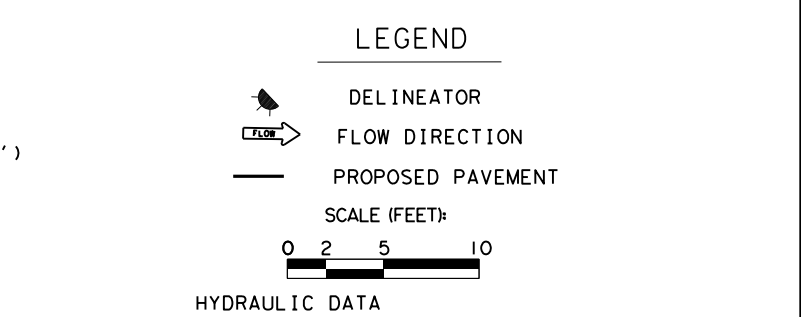 LEGEND
DELINEATOR
FLOW
FLOW DIRECTION
')
PROPOSED PAVEMENT
SCALE (FEET):
0 2 5 10
HYDRAULIC DATA